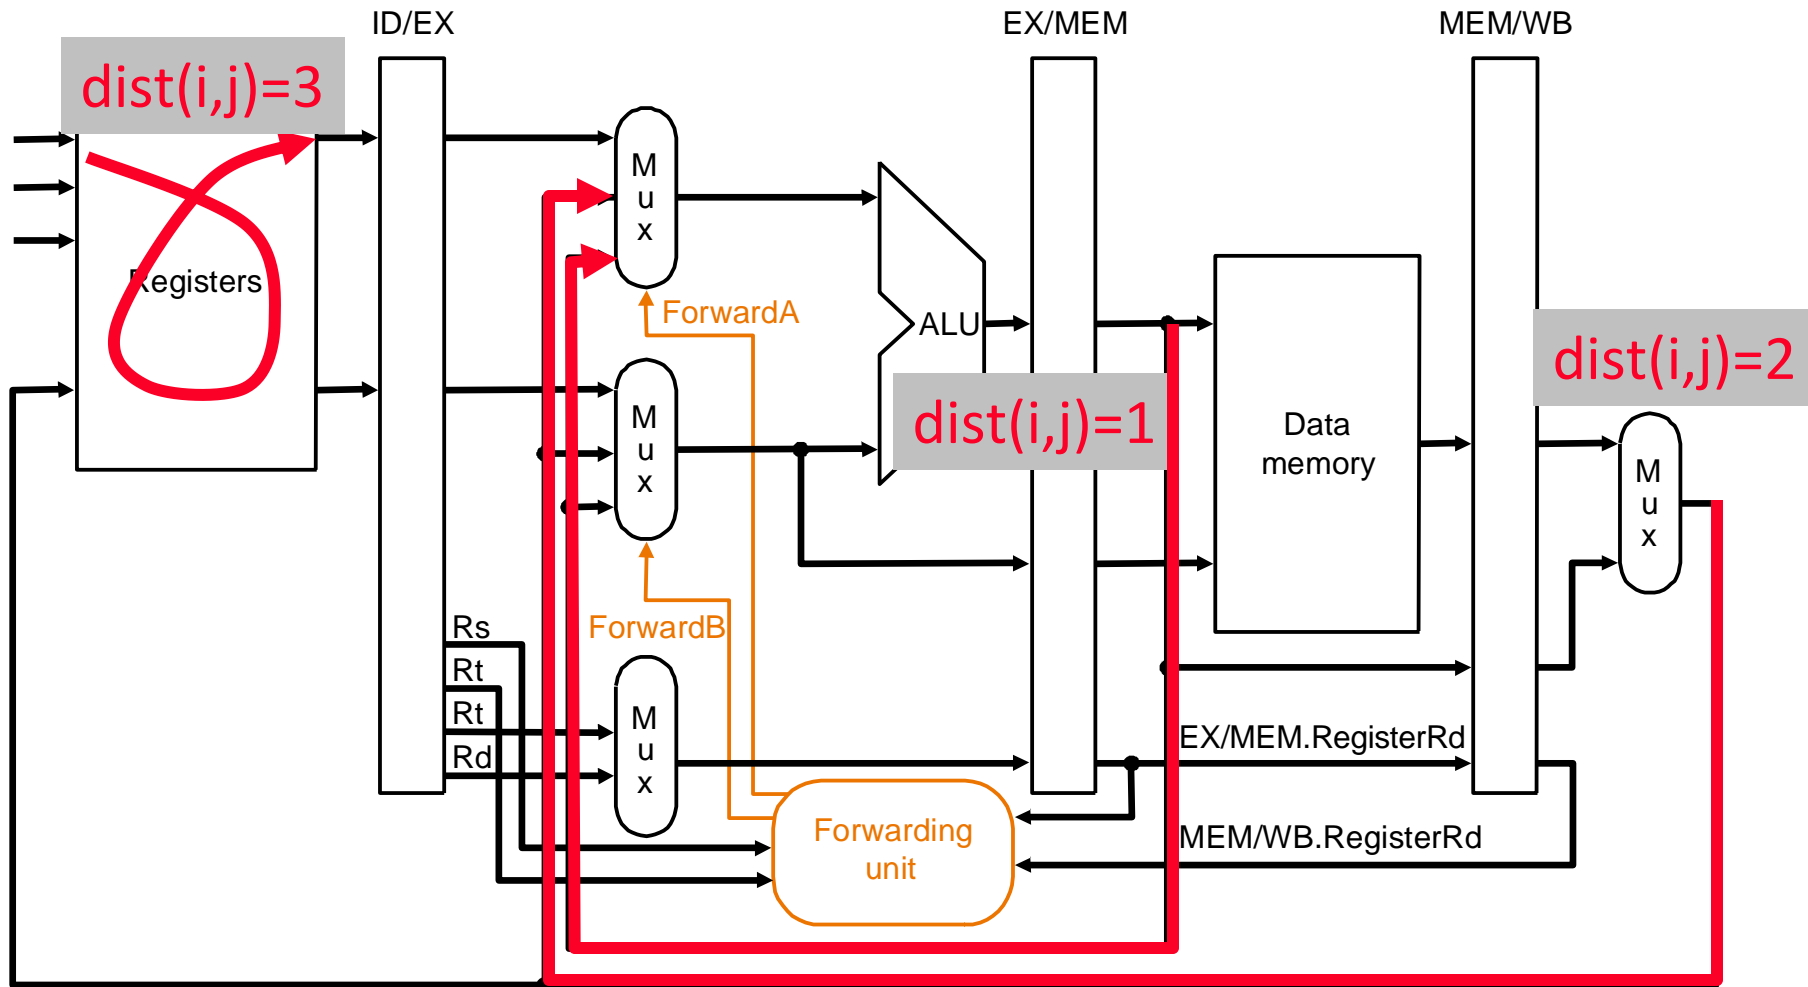 ID/EX
EX/MEM
MEM/WB
dist(i,j)=3
M
u
x
Registers
ForwardA
ALU
dist(i,j)=1
dist(i,j)=2
M
u
x
Data
memory
M
u
x
Rs
ForwardB
Rt
Rt
Rd
M
u
x
EX/MEM.RegisterRd
Forwarding
unit
MEM/WB.RegisterRd